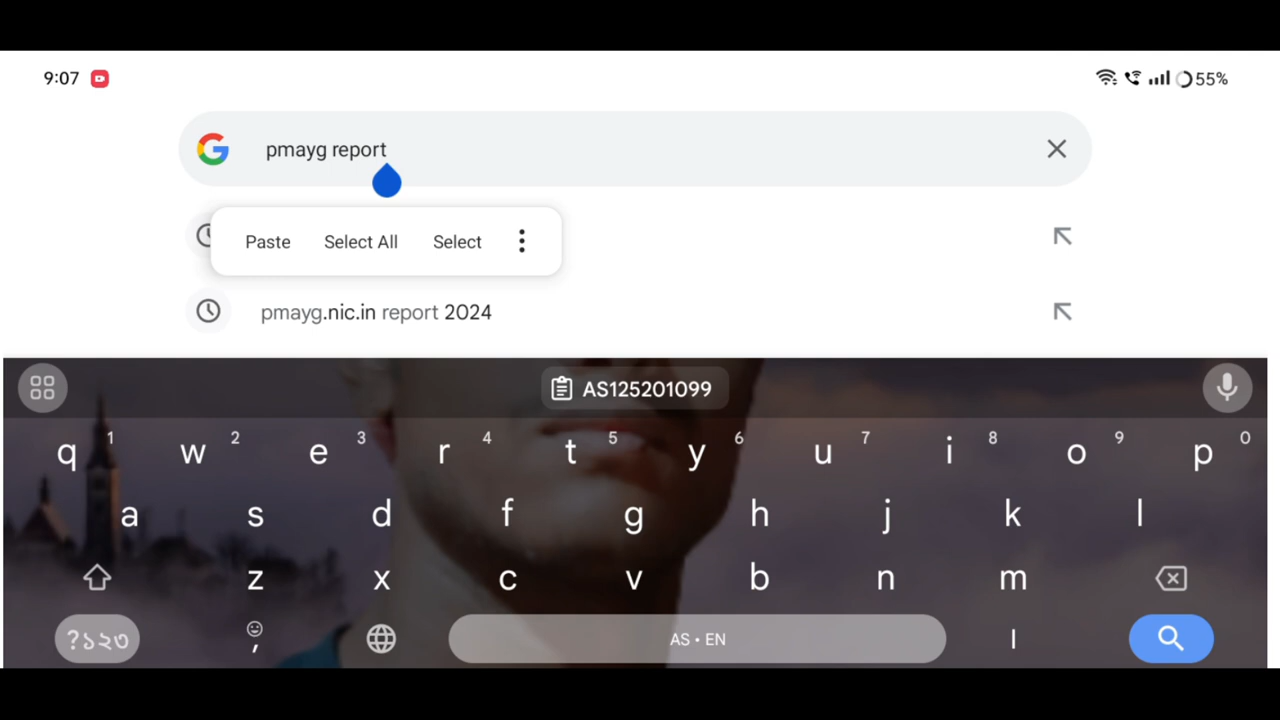 9:07 55%
pmayg report
Paste Select All Select
pmayg.nic.in report 2024
AS125201099
q 1 w 2 e 3 r 4 t 5 y 6 u 7 i 8 o 9 p 0
a s d f g h j k l
z x c v b n m
?১২৩ , AS • EN ।